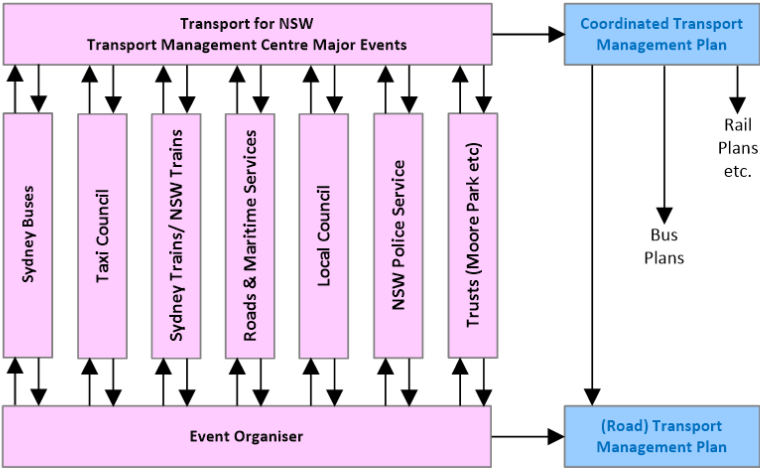 Transport for NSW
Transport Management Centre Major Events
Coordinated Transport
Management Plan
Sydney Buses
Taxi Council
Sydney Trains/ NSW Trains
Roads & Maritime Services
Local Council
NSW Police Service
Trusts (Moore Park etc)
Rail
Plans
etc.
Bus
Plans
Event Organiser
(Road) Transport
Management Plan